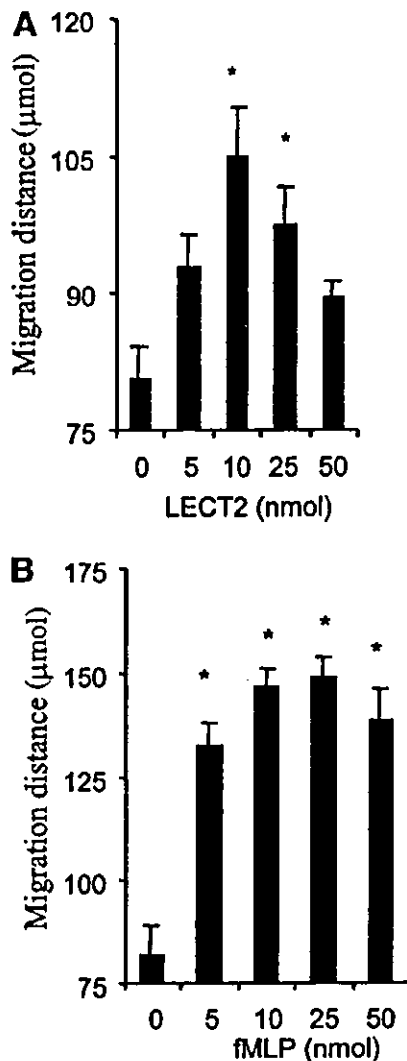 A
Migration distance (μmol)
120
105
90
75
*
*
0 5 10 25 50
LECT2 (nmol)
B
Migration distance (μmol)
175
150
125
100
75
*
*
*
*
0 5 10 25 50
fMLP (nmol)